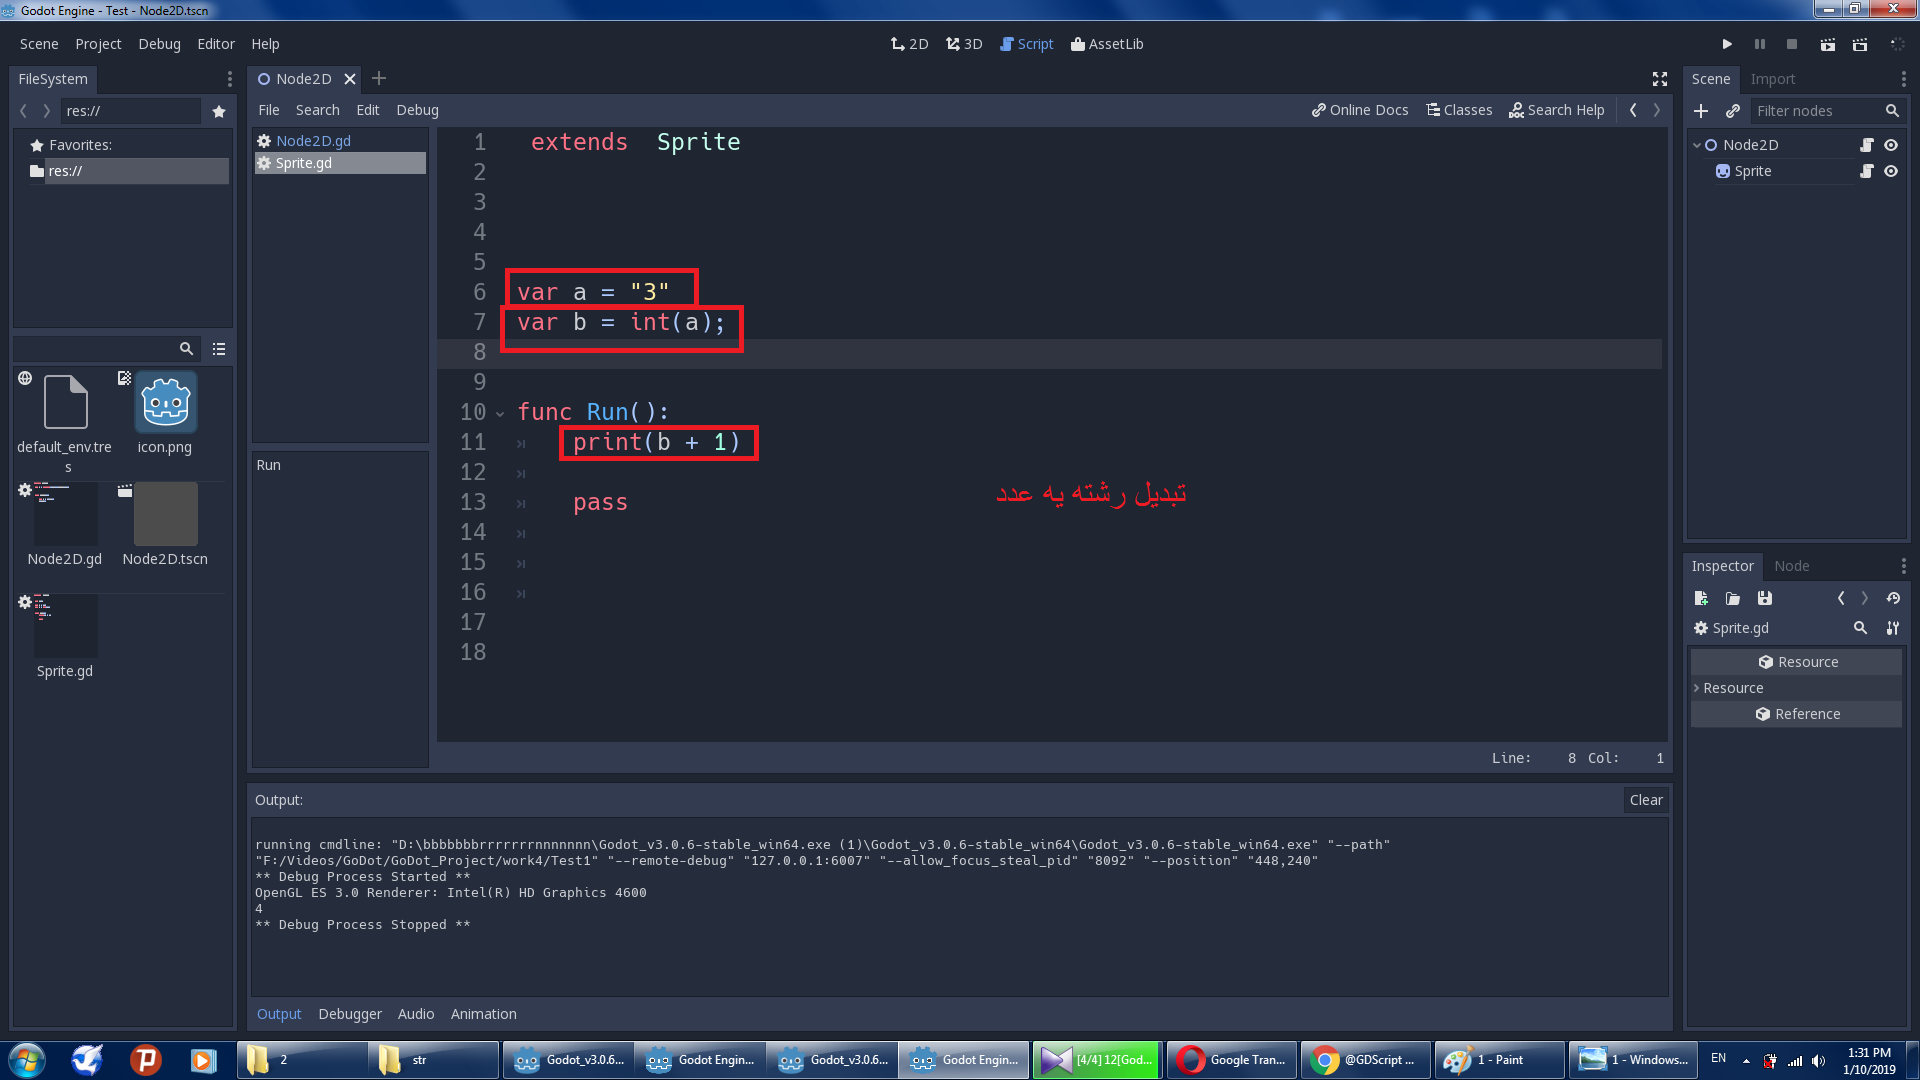 Godot Engine - Test - Node2D.tscn
Scene Project Debug Editor Help
2D 3D Script AssetLib
FileSystem
res://
Favorites:
res://
default_env.tre
s
icon.png
Node2D.gd
Node2D.tscn
Sprite.gd
Node2D
File Search Edit Debug
Online Docs Classes Search Help
Node2D.gd
Sprite.gd
Run
1 extends Sprite
2
3
4
5
6 var a = "3"
7 var b = int(a);
8
9
10 func Run():
11 print(b + 1)
12
13 pass
14
15
16
17
18
تبدیل رشته یه عدد
Line: 8 Col: 1
Output:
Clear
running cmdline: "D:\bbbbbbbrrrrrrrnnnnnnn\Godot_v3.0.6-stable_win64.exe (1)\Godot_v3.0.6-stable_win64\Godot_v3.0.6-stable_win64.exe" "--path"
"F:/Videos/GoDot/GoDot_Project/work4/Test1" "--remote-debug" "127.0.0.1:6007" "--allow_focus_steal_pid" "8092" "--position" "448,240"
** Debug Process Started **
OpenGL ES 3.0 Renderer: Intel(R) HD Graphics 4600
4
** Debug Process Stopped **
Output Debugger Audio Animation
Scene Import
Filter nodes
Node2D
Sprite
Inspector Node
Sprite.gd
Resource
Resource
Reference
2
str
Godot_v3.0.6...
Godot Engin...
Godot_v3.0.6...
Godot Engin...
[4/4] 12[God...
Google Tran...
@GDScript ...
1 - Paint
1 - Windows...
EN
1:31 PM
1/10/2019